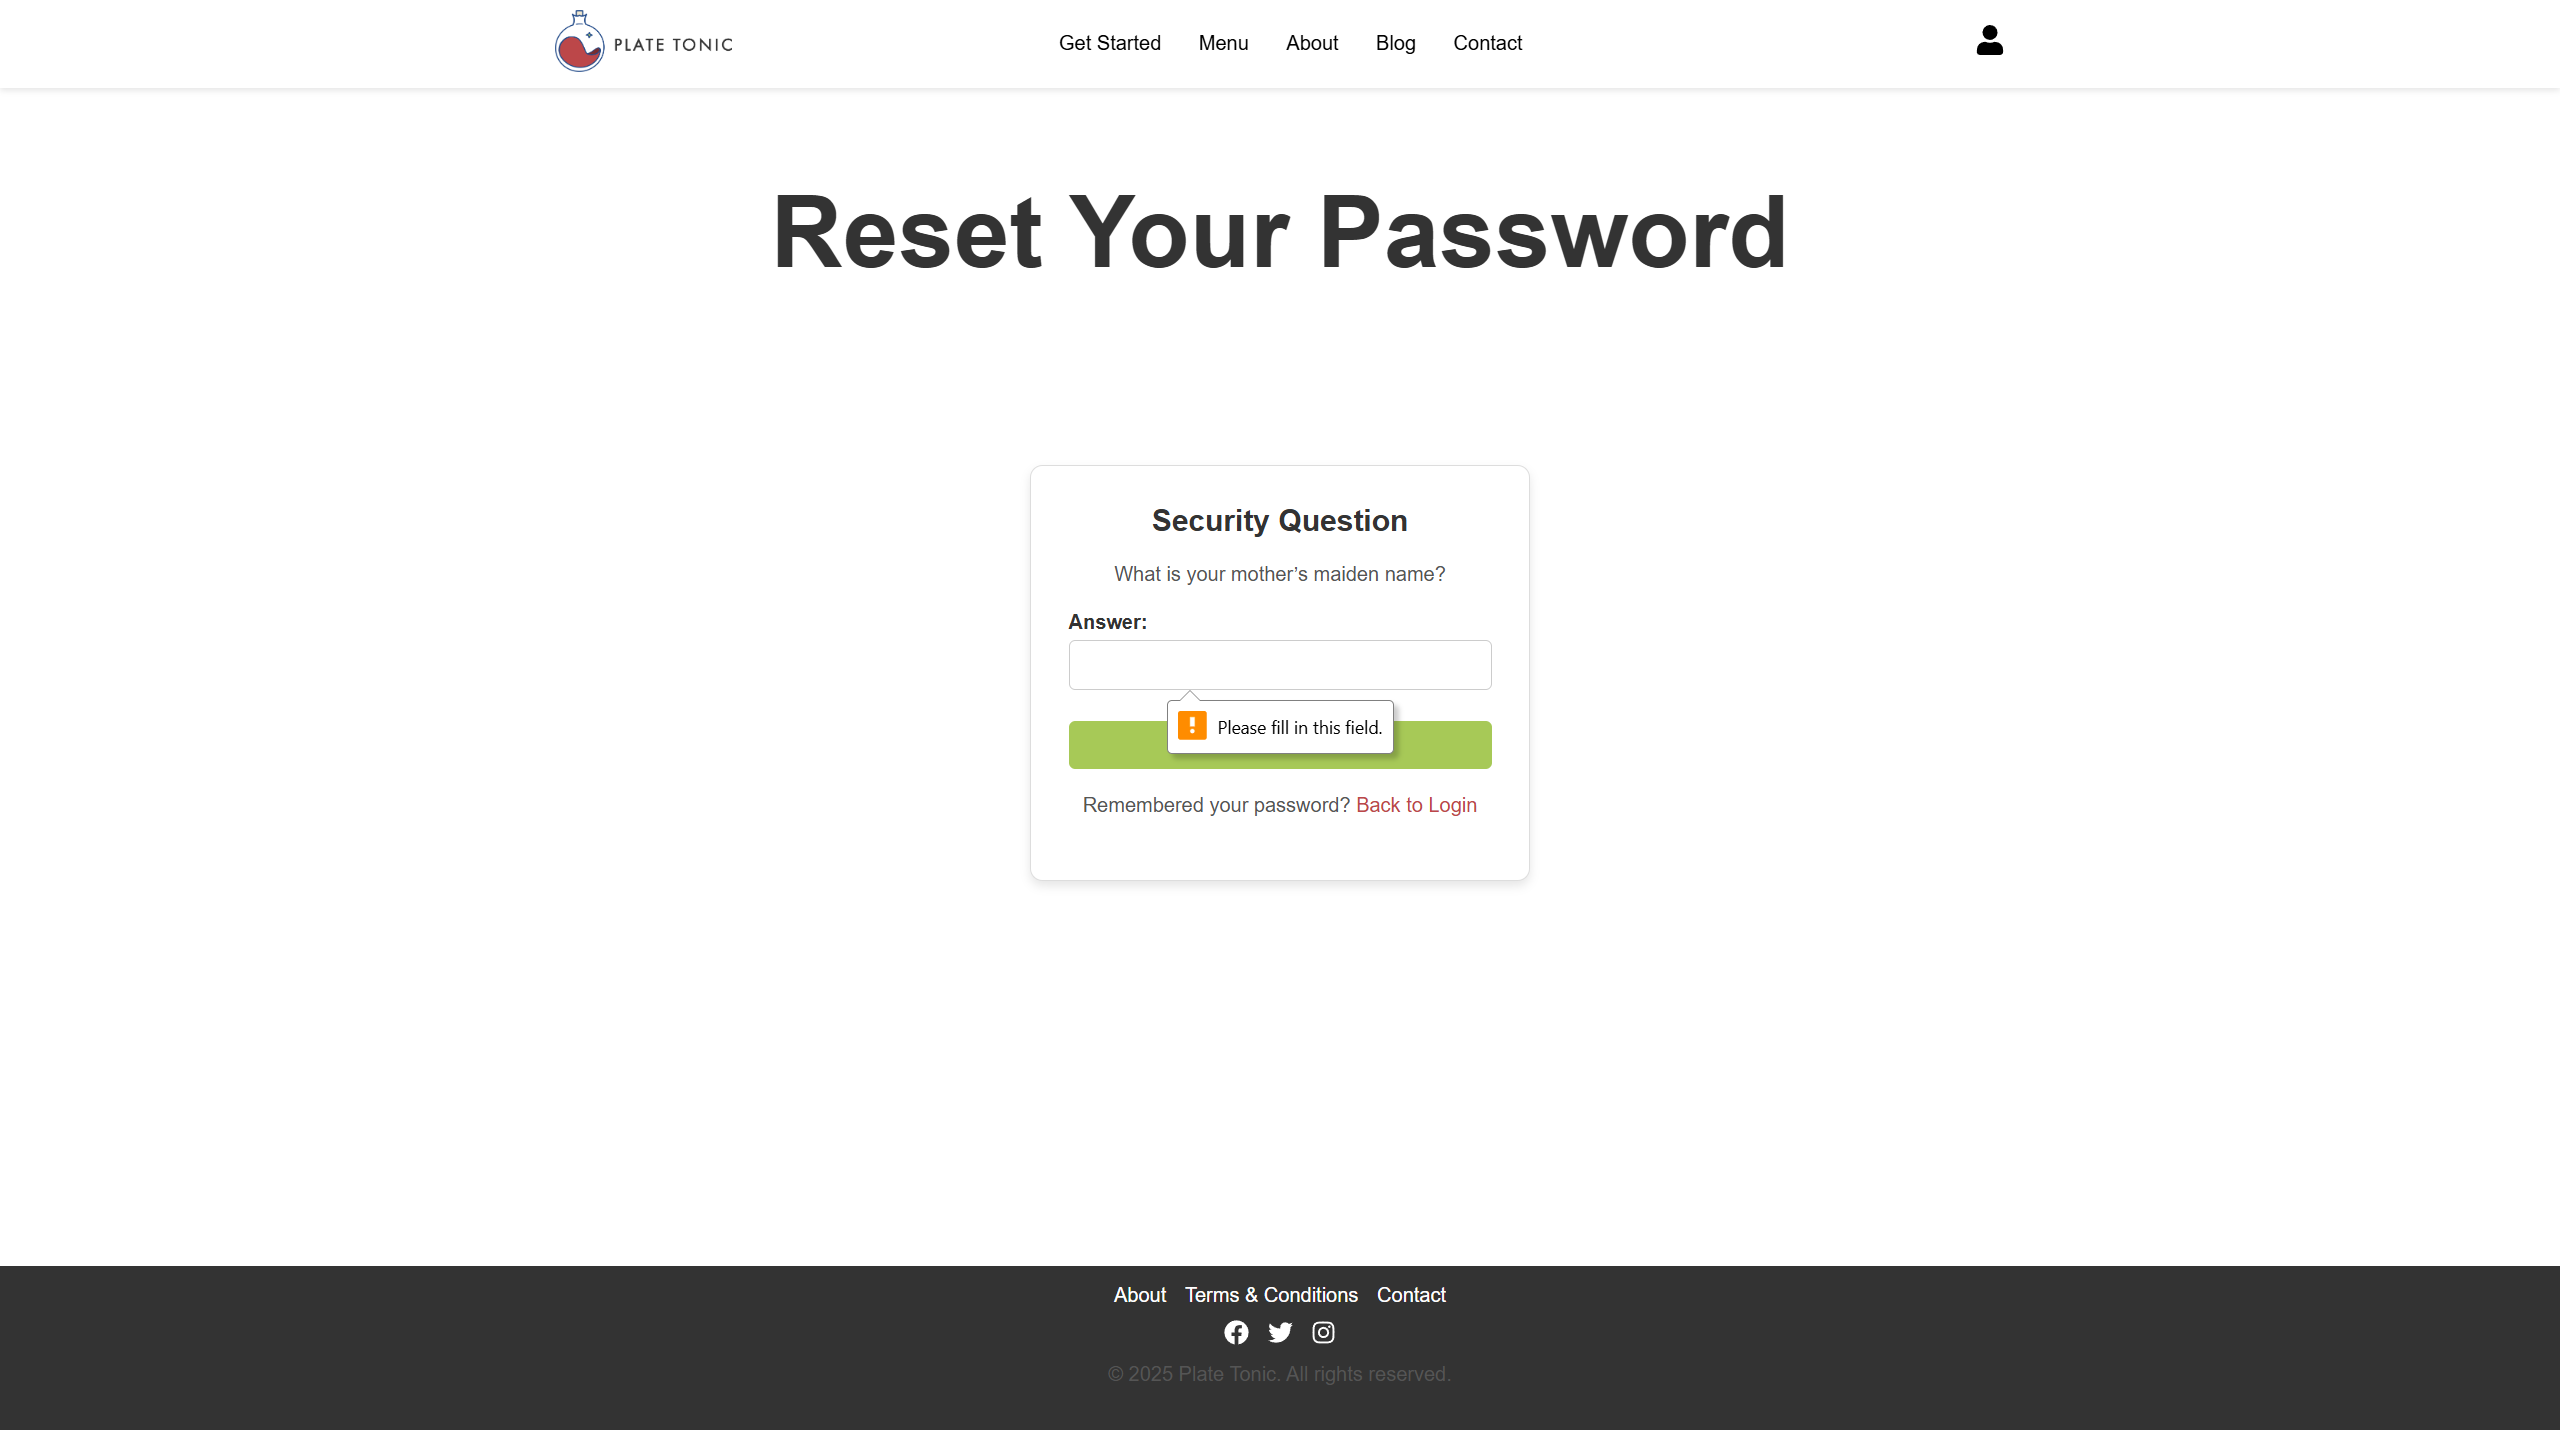 PLATE TONIC
Get Started Menu About Blog Contact
Reset Your Password
Security Question
What is your mother’s maiden name?
Answer:
Please fill in this field.
Remembered your password? Back to Login
About Terms & Conditions Contact
© 2025 Plate Tonic. All rights reserved.